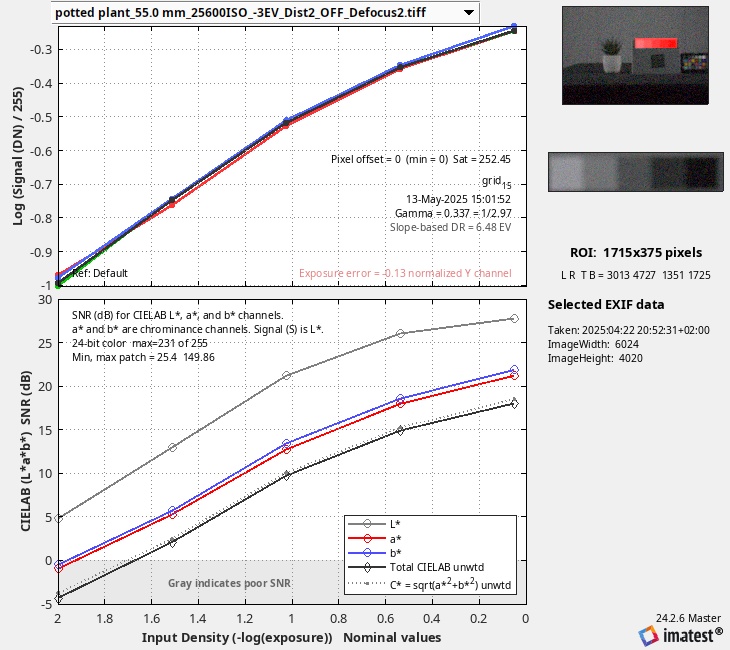 potted plant_55.0 mm_25600ISO_-3EV_Dist2_OFF_Defocus2.tiff
Log (Signal (DN) / 255)
-0.3
-0.4
-0.5
-0.6
-0.7
-0.8
-0.9
-1
Pixel offset = 0 (min = 0) Sat = 252.45
grid15
13-May-2025 15:01:52
Gamma = 0.337 = 1/2.97
Slope-based DR = 6.48 EV
Ref: Default
Exposure error = -0.13 normalized Y channel
CIELAB (L*a*b*) SNR (dB)
30
25
20
15
10
5
0
-5
SNR (dB) for CIELAB L*, a*, and b* channels.
a* and b* are chrominance channels. Signal (S) is L*.
24-bit color max=231 of 255
Min, max patch = 25.4 149.86
L*
a*
b*
Total CIELAB unwtd
C* = sqrt(a*2+b*2) unwtd
Gray indicates poor SNR
2 1.8 1.6 1.4 1.2 1 0.8 0.6 0.4 0.2 0
Input Density (-log(exposure)) Nominal values
ROI: 1715x375 pixels
L R T B = 3013 4727 1351 1725
Selected EXIF data
Taken: 2025:04:22 20:52:31+02:00
ImageWidth: 6024
ImageHeight: 4020
24.2.6 Master
imatest®